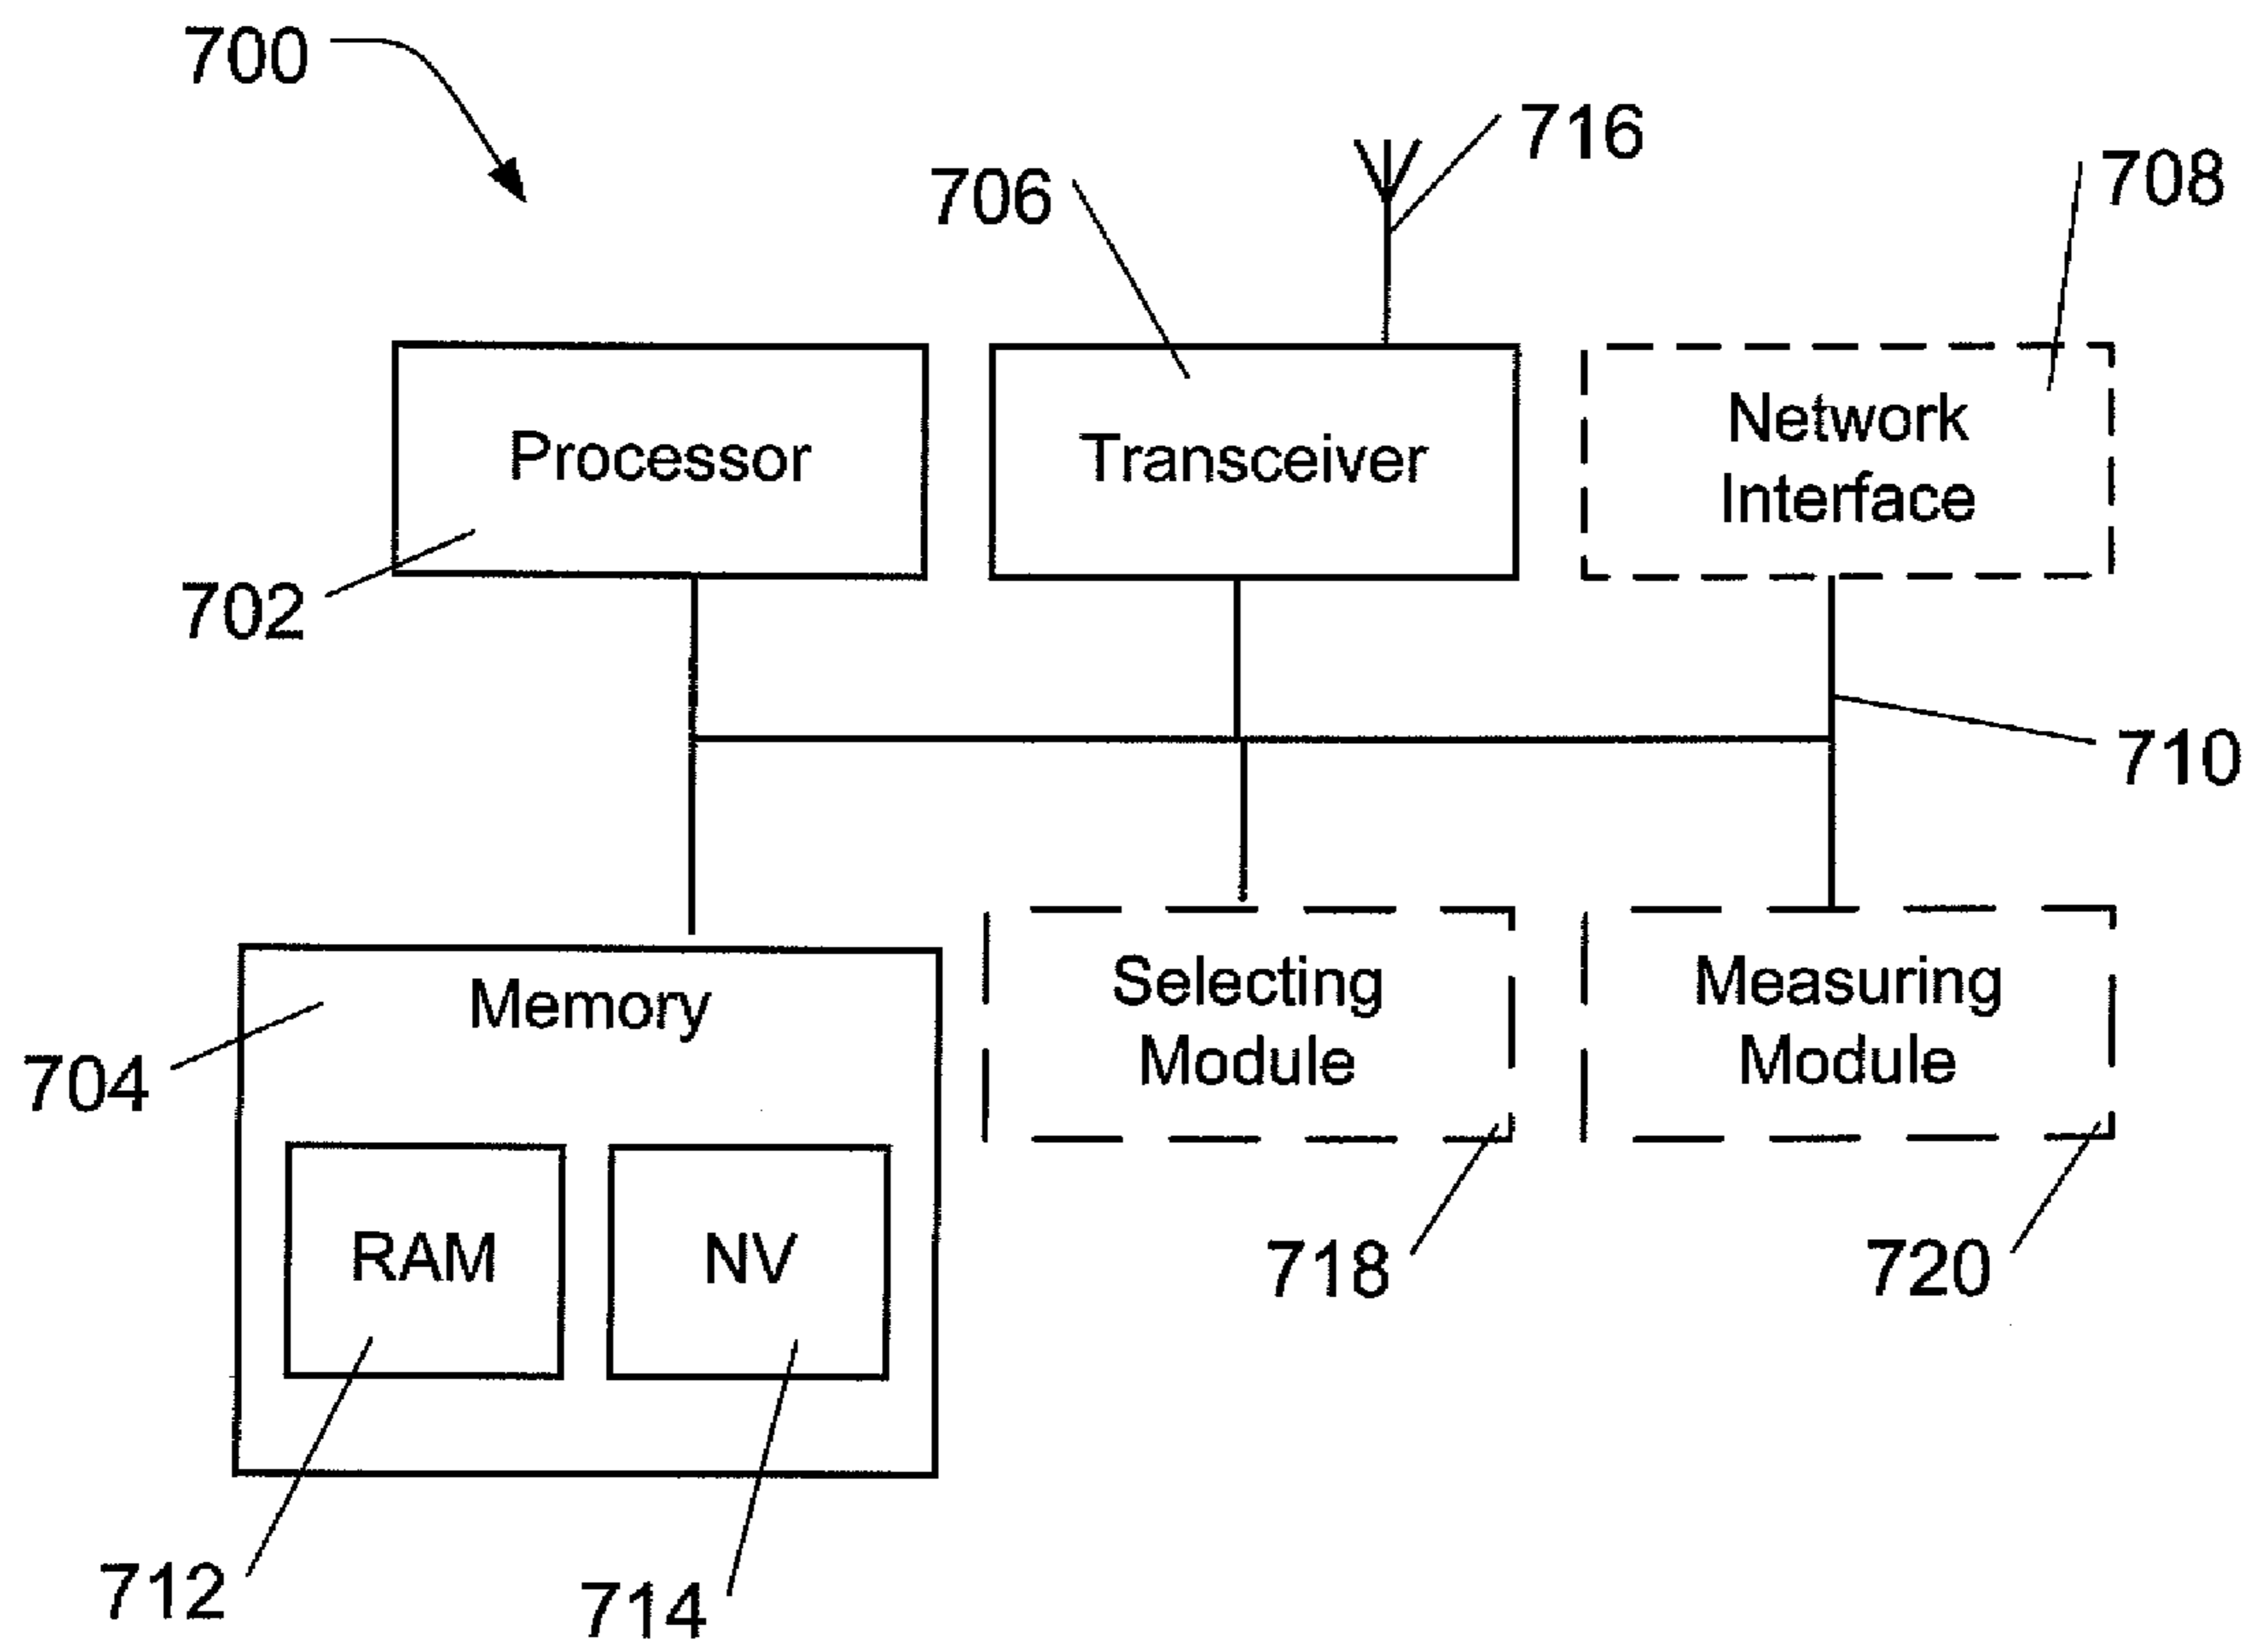 700
716
706
708
Processor
Transceiver
Network
Interface
702
710
Memory
Selecting
Module
Measuring
Module
704
RAM
NV
718
720
712
714